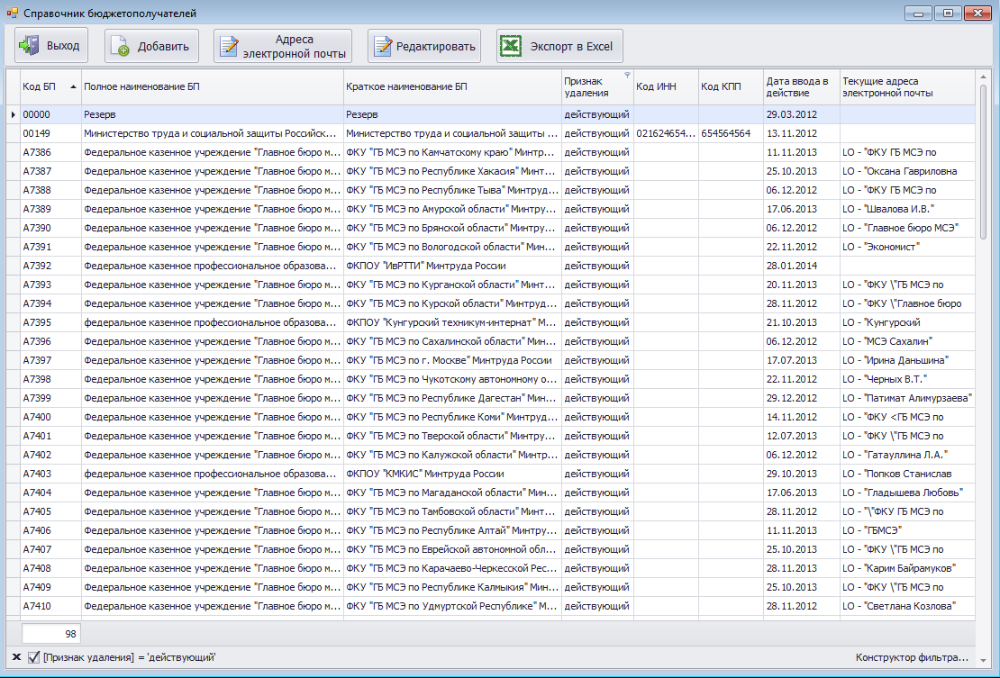 Справочник бюджетополучателей
Выход Добавить Адреса электронной почты Редактировать Экспорт в Excel
Код БП Полное наименование БП Краткое наименование БП Признак удаления Код ИНН Код КПП Дата ввода в действие Текущие адреса электронной почты
00000 Резерв Резерв действующий 29.03.2012
00149 Министерство труда и социальной защиты Российск... Министерство труда и социальной защиты ... действующий 021624654... 654564564 13.11.2012
A7386 Федеральное казенное учреждение "Главное бюро м... ФКУ "ГБ МСЭ по Камчатскому краю" Минтр... действующий 11.11.2013 LO - "ФКУ ГБ МСЭ по
A7387 Федеральное казенное учреждение "Главное бюро м... ФКУ "ГБ МСЭ по Республике Хакасия" Минт... действующий 25.10.2013 LO - "Оксана Гавриловна
A7388 Федеральное казенное учреждение "Главное бюро м... ФКУ "ГБ МСЭ по Республике Тыва" Минтруд... действующий 06.12.2012 LO - "ФКУ ГБ МСЭ по
A7389 Федеральное казенное учреждение "Главное бюро м... ФКУ "ГБ МСЭ по Амурской области" Минтру... действующий 17.06.2013 LO - "Швалова И.В."
A7390 Федеральное казенное учреждение "Главное бюро м... ФКУ "ГБ МСЭ по Брянской области" Минтру... действующий 06.12.2012 LO - "Главное бюро МСЭ"
A7391 Федеральное казенное учреждение "Главное бюро м... ФКУ "ГБ МСЭ по Вологодской области" Мин... действующий 22.11.2012 LO - "Экономист"
A7392 Федеральное казенное профессиональное образова... ФКПОУ "ИвРТТИ" Минтруда России действующий 28.01.2014
A7393 Федеральное казенное учреждение "Главное бюро м... ФКУ "ГБ МСЭ по Курганской области" Минт... действующий 20.11.2013 LO - "ФКУ \"ГБ МСЭ по
A7394 Федеральное казенное учреждение "Главное бюро м... ФКУ "ГБ МСЭ по Курской области" Минтруд... действующий 28.11.2012 LO - "ФКУ \"Главное бюро
A7395 федеральное казенное профессиональное образова... ФКПОУ "Кунгурский техникум-интернат" М... действующий 21.10.2013 LO - "Кунгурский
A7396 Федеральное казенное учреждение "Главное бюро м... ФКУ "ГБ МСЭ по Сахалинской области" Мин... действующий 06.12.2012 LO - "МСЭ Сахалин"
A7397 Федеральное казенное учреждение "Главное бюро м... ФКУ "ГБ МСЭ по г. Москве" Минтруда России действующий 17.07.2013 LO - "Ирина Даньшина"
A7398 Федеральное казенное учреждение "Главное бюро м... ФКУ "ГБ МСЭ по Чукотскому автономному о... действующий 22.11.2012 LO - "Черных В.Т."
A7399 Федеральное казенное учреждение "Главное бюро м... ФКУ "ГБ МСЭ по Республике Дагестан" Мин... действующий 29.12.2012 LO - "Патимат Алимурзаева"
A7400 Федеральное казенное учреждение "Главное бюро м... ФКУ "ГБ МСЭ по Республике Коми" Минтруд... действующий 14.11.2012 LO - "ФКУ <ГБ МСЭ по
A7401 Федеральное казенное учреждение "Главное бюро м... ФКУ "ГБ МСЭ по Тверской области" Минтру... действующий 12.07.2013 LO - "ФКУ \"ГБ МСЭ по
A7402 Федеральное казенное учреждение "Главное бюро м... ФКУ "ГБ МСЭ по Калужской области" Минтр... действующий 06.12.2012 LO - "Гатауллина Л.А."
A7403 федеральное казенное профессиональное образова... ФКПОУ "КМКИС" Минтруда России действующий 29.10.2013 LO - "Попков Станислав
A7404 Федеральное казенное учреждение "Главное бюро м... ФКУ "ГБ МСЭ по Магаданской области" Мин... действующий 17.06.2013 LO - "Гладышева Любовь"
A7405 Федеральное казенное учреждение "Главное бюро м... ФКУ "ГБ МСЭ по Тамбовской области" Минт... действующий 28.11.2012 LO - "\"ФКУ ГБ МСЭ по
A7406 Федеральное казенное учреждение "Главное бюро м... ФКУ "ГБ МСЭ по Республике Алтай" Минтру... действующий 11.11.2013 LO - "ГБМСЭ"
A7407 Федеральное казенное учреждение "Главное бюро м... ФКУ "ГБ МСЭ по Еврейской автономной обл... действующий 25.10.2013 LO - "ФКУ \"ГБ МСЭ по
A7408 Федеральное казенное учреждение "Главное бюро м... ФКУ "ГБ МСЭ по Карачаево-Черкесской Рес... действующий 28.11.2013 LO - "Карим Байрамуков"
A7409 Федеральное казенное учреждение "Главное бюро м... ФКУ "ГБ МСЭ по Республике Калмыкия" Мин... действующий 25.10.2013 LO - "ФКУ \"ГБ МСЭ по
A7410 Федеральное казенное учреждение "Главное бюро м... ФКУ "ГБ МСЭ по Удмуртской Республике" М... действующий 28.11.2012 LO - "Светлана Козлова"
98
[Признак удаления] = 'действующий' Конструктор фильтра...